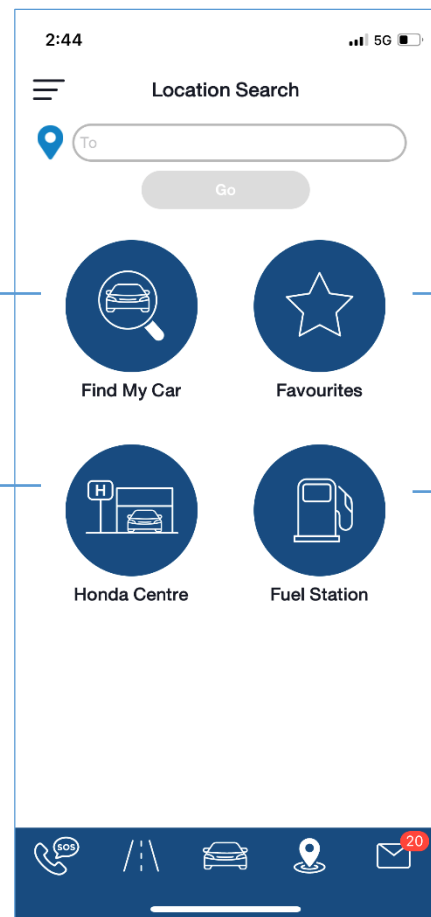 2:44 5G
Location Search
To
Go
Find My Car Favourites
H
Honda Centre Fuel Station
SOS
20